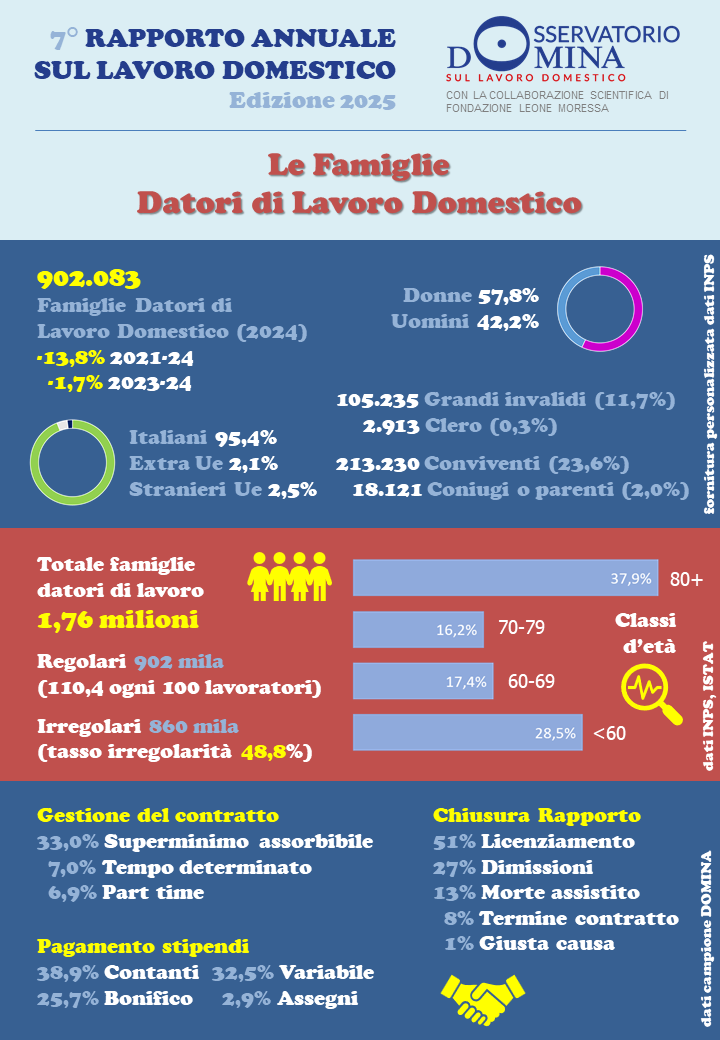 7° RAPPORTO ANNUALE
SUL LAVORO DOMESTICO
Edizione 2025
OSSERVATORIO
DOMINA
SUL LAVORO DOMESTICO
CON LA COLLABORAZIONE SCIENTIFICA DI
FONDAZIONE LEONE MORESSA
Le Famiglie
Datori di Lavoro Domestico
902.083
Famiglie Datori di
Lavoro Domestico (2024)
-13,8% 2021-24
-1,7% 2023-24
Donne 57,8%
Uomini 42,2%
Italiani 95,4%
Extra Ue 2,1%
Stranieri Ue 2,5%
105.235 Grandi invalidi (11,7%)
2.913 Clero (0,3%)
213.230 Conviventi (23,6%)
18.121 Coniugi o parenti (2,0%)
fornitura personalizzata dati INPS
Totale famiglie
datori di lavoro
1,76 milioni
Regolari 902 mila
(110,4 ogni 100 lavoratori)
Irregolari 860 mila
(tasso irregolarità 48,8%)
37,9% 80+
16,2% 70-79
17,4% 60-69
28,5% <60
Classi
d'età
dati INPS, ISTAT
Gestione del contratto
33,0% Superminimo assorbibile
7,0% Tempo determinato
6,9% Part time
Pagamento stipendi
38,9% Contanti 32,5% Variabile
25,7% Bonifico 2,9% Assegni
Chiusura Rapporto
51% Licenziamento
27% Dimissioni
13% Morte assistito
8% Termine contratto
1% Giusta causa
dati campione DOMINA